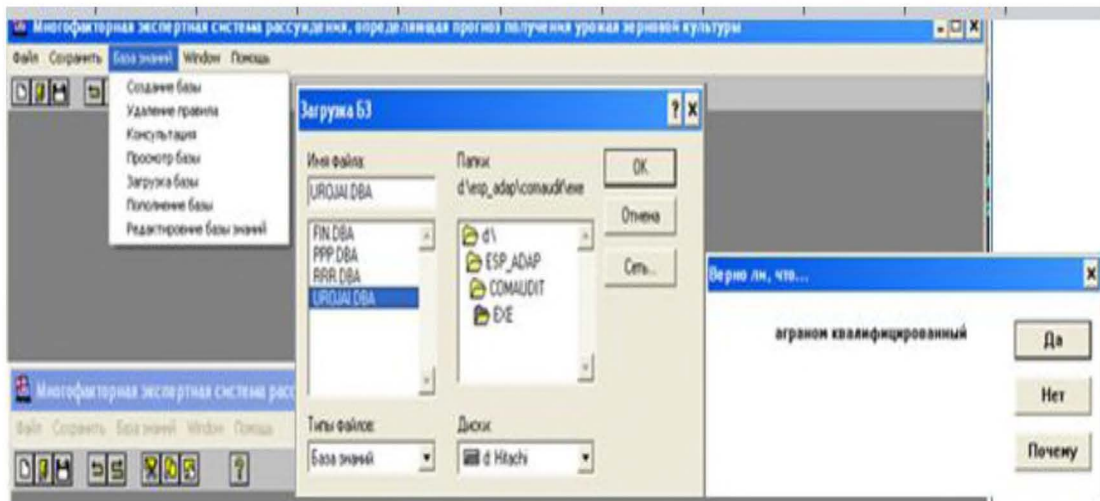 Многофакторная экспертная система рассуждения, определяющая прогноз получения урожая зерновой культуры
Файл Сохранить База знаний Window Помощь
Создание базы
Удаление правила
Консультация
Просмотр базы
Загрузка базы
Пополнение базы
Редактировние базы знаний
Загрузка БЗ
Имя файла:
UROJAI.DBA
FIN.DBA
PPP.DBA
RRR.DBA
UROJAI.DBA
Типы файлов:
База знаний
Папки:
d:\esp_adap\comaudit\exe
d:\
ESP_ADAP
COMAUDIT
EXE
Диски:
d: Hitachi
OK
Отмена
Сеть...
Верно ли, что...
аграном квалифицированный
Да
Нет
Почему
Многофакторная экспертная система расс
Файл Сохранить База знаний Window Помощь